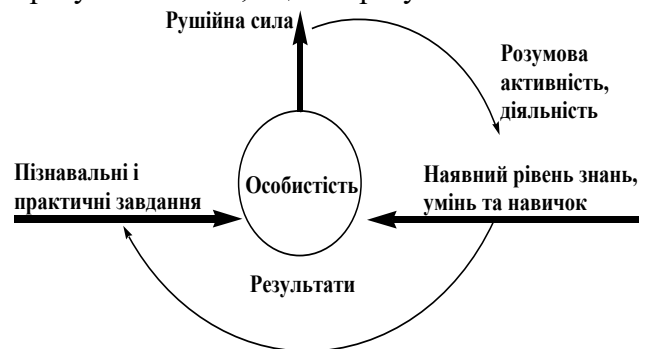 Рушійна сила
Розумова
активність,
діяльність
Пізнавальні і
практичні завдання
Особистість
Наявний рівень знань,
умінь та навичок
Результати